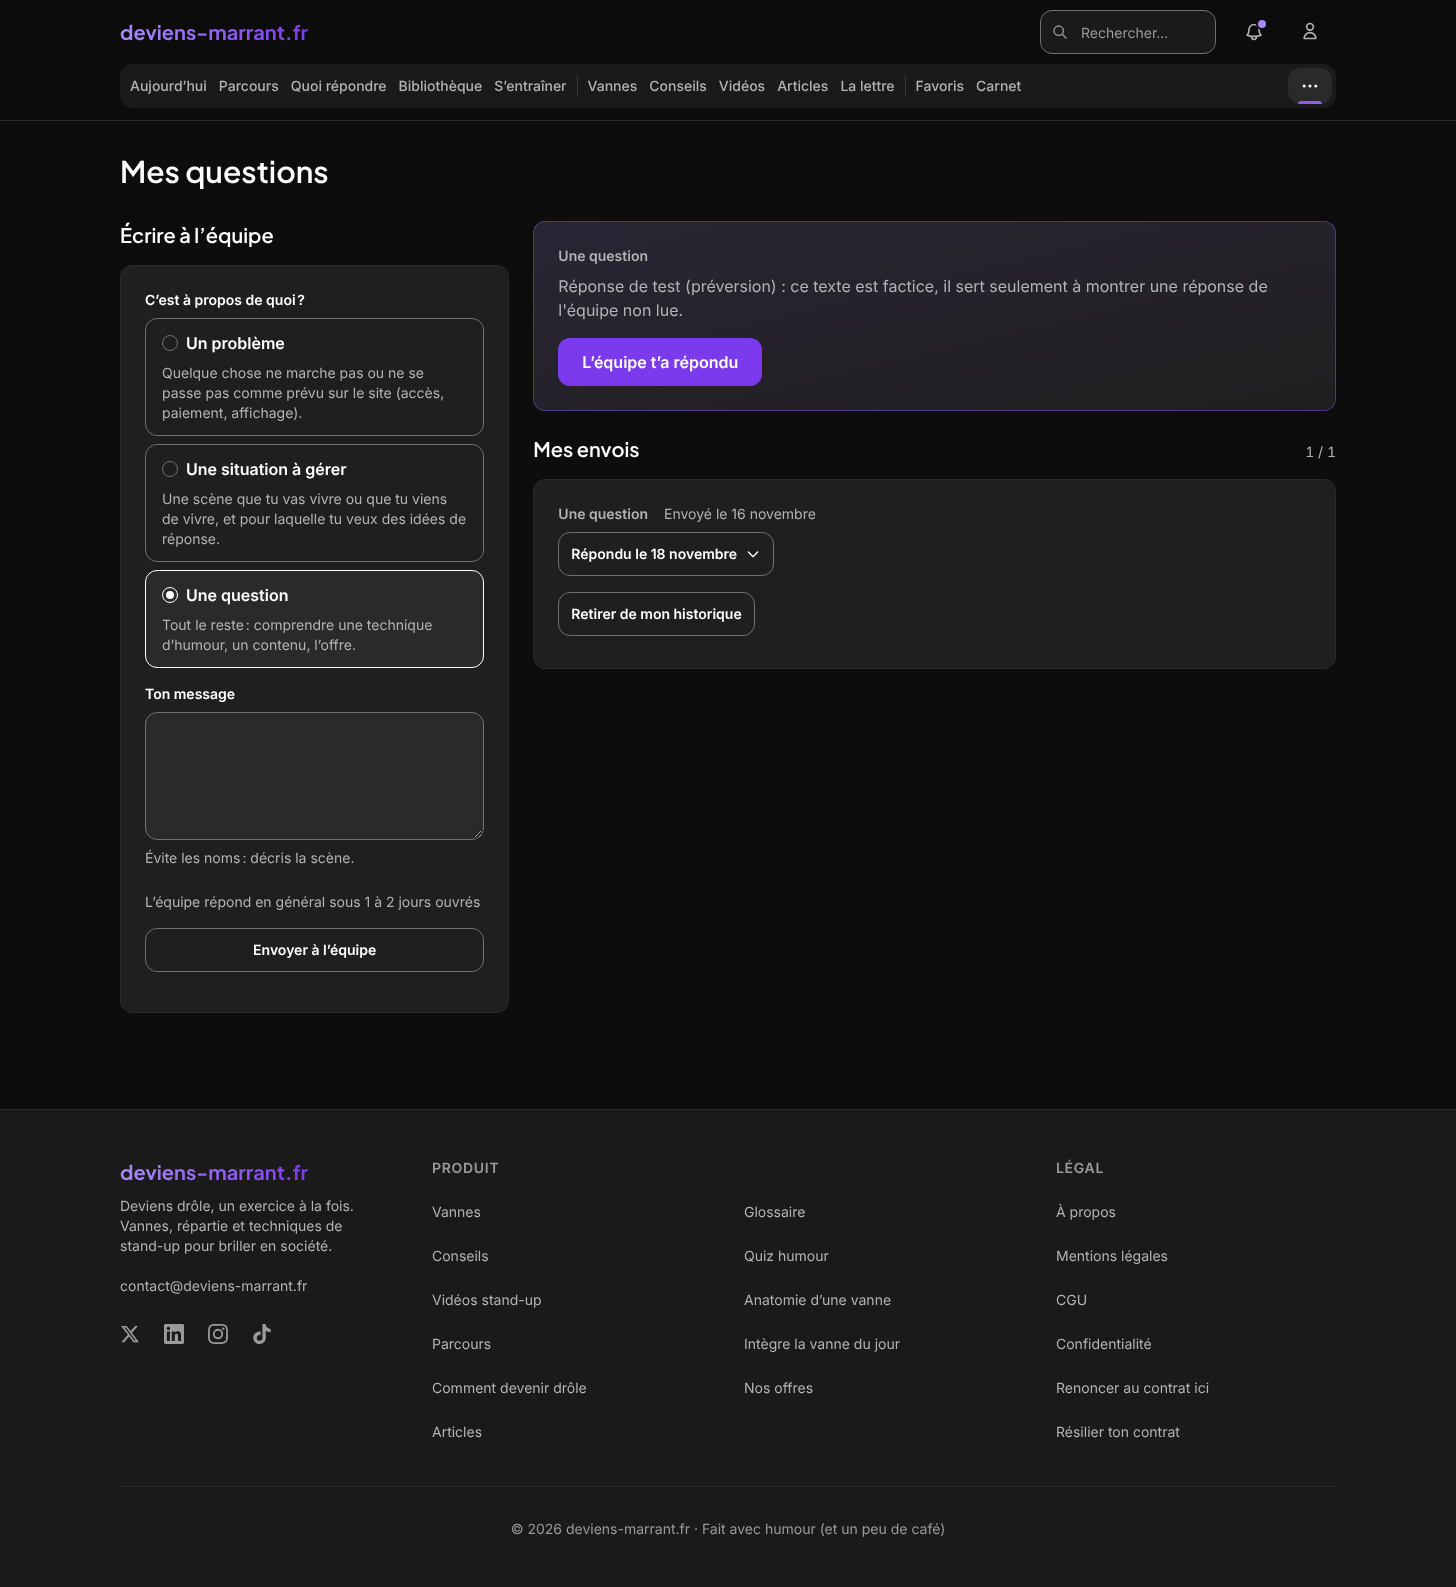 deviens-marrant.fr
Rechercher...
Aujourd’hui Parcours Quoi répondre Bibliothèque S’entraîner Vannes Conseils Vidéos Articles La lettre Favoris Carnet
Mes questions
Écrire à l’équipe
C’est à propos de quoi ?
Un problème
Quelque chose ne marche pas ou ne se
passe pas comme prévu sur le site (accès,
paiement, affichage).
Une situation à gérer
Une scène que tu vas vivre ou que tu viens
de vivre, et pour laquelle tu veux des idées de
réponse.
Une question
Tout le reste : comprendre une technique
d’humour, un contenu, l’offre.
Ton message
Évite les noms : décris la scène.
L’équipe répond en général sous 1 à 2 jours ouvrés
Envoyer à l’équipe
Une question
Réponse de test (préversion) : ce texte est factice, il sert seulement à montrer une réponse de
l'équipe non lue.
L’équipe t’a répondu
Mes envois
1 / 1
Une question Envoyé le 16 novembre
Répondu le 18 novembre
Retirer de mon historique
deviens-marrant.fr
Deviens drôle, un exercice à la fois.
Vannes, répartie et techniques de
stand-up pour briller en société.
contact@deviens-marrant.fr
PRODUIT
Vannes
Conseils
Vidéos stand-up
Parcours
Comment devenir drôle
Articles
Glossaire
Quiz humour
Anatomie d’une vanne
Intègre la vanne du jour
Nos offres
LÉGAL
À propos
Mentions légales
CGU
Confidentialité
Renoncer au contrat ici
Résilier ton contrat
© 2026 deviens-marrant.fr · Fait avec humour (et un peu de café)